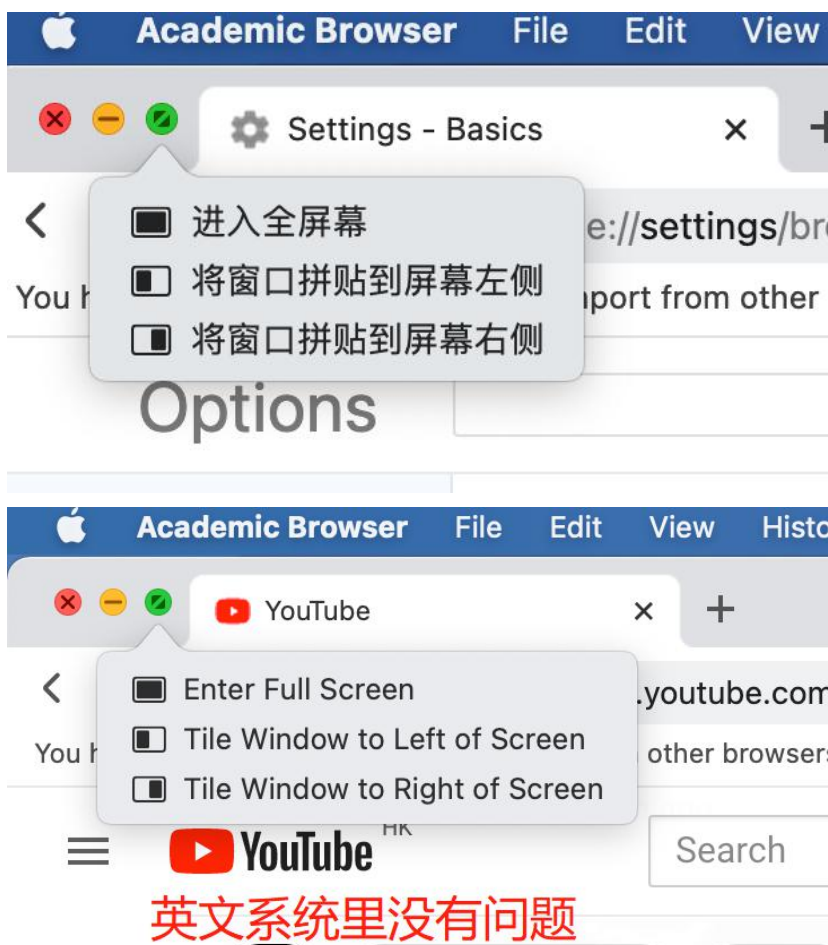 Academic Browser File Edit View
Settings - Basics
进入全屏幕
e://settings/bro
将窗口拼贴到屏幕左侧
You h
port from other
将窗口拼贴到屏幕右侧
Options
Academic Browser File Edit View Histo
YouTube
Enter Full Screen
.youtube.com
Tile Window to Left of Screen
You h
other browsers
Tile Window to Right of Screen
YouTube HK
Search
英文系统里没有问题